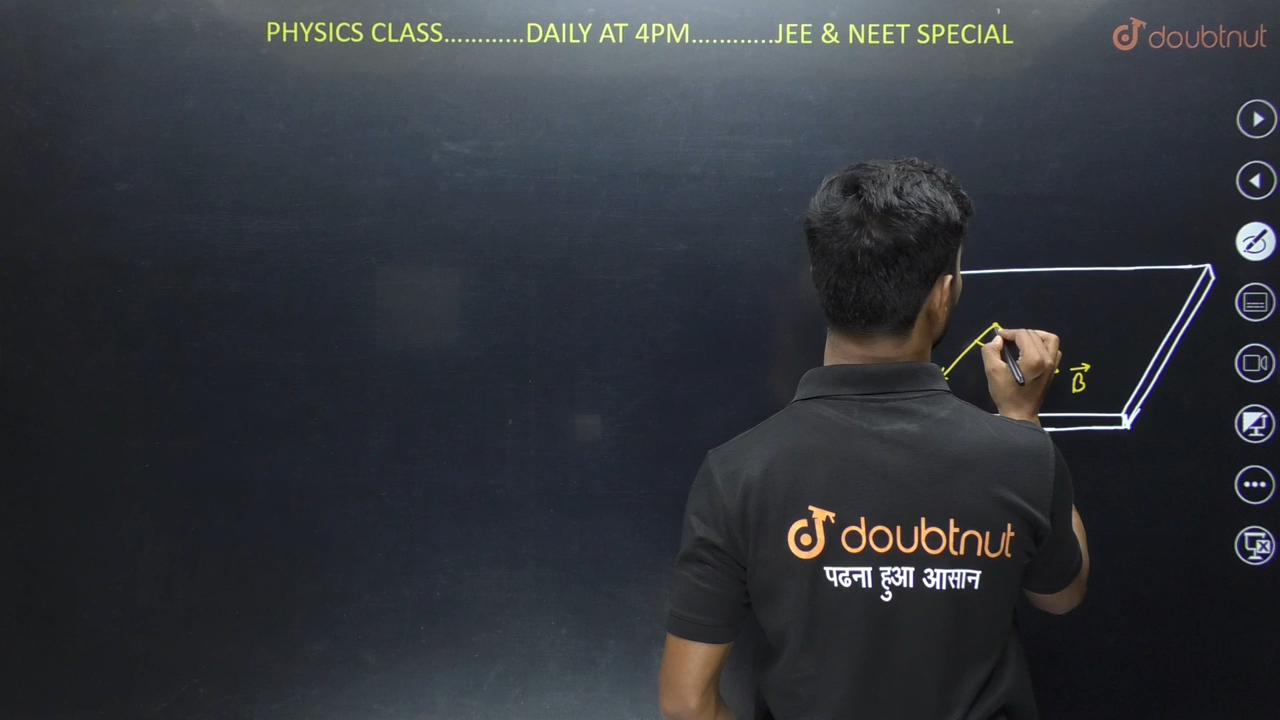 PHYSICS CLASS............DAILY AT 4PM............JEE & NEET SPECIAL
doubtnut
B
doubtnut
पढना हुआ आसान